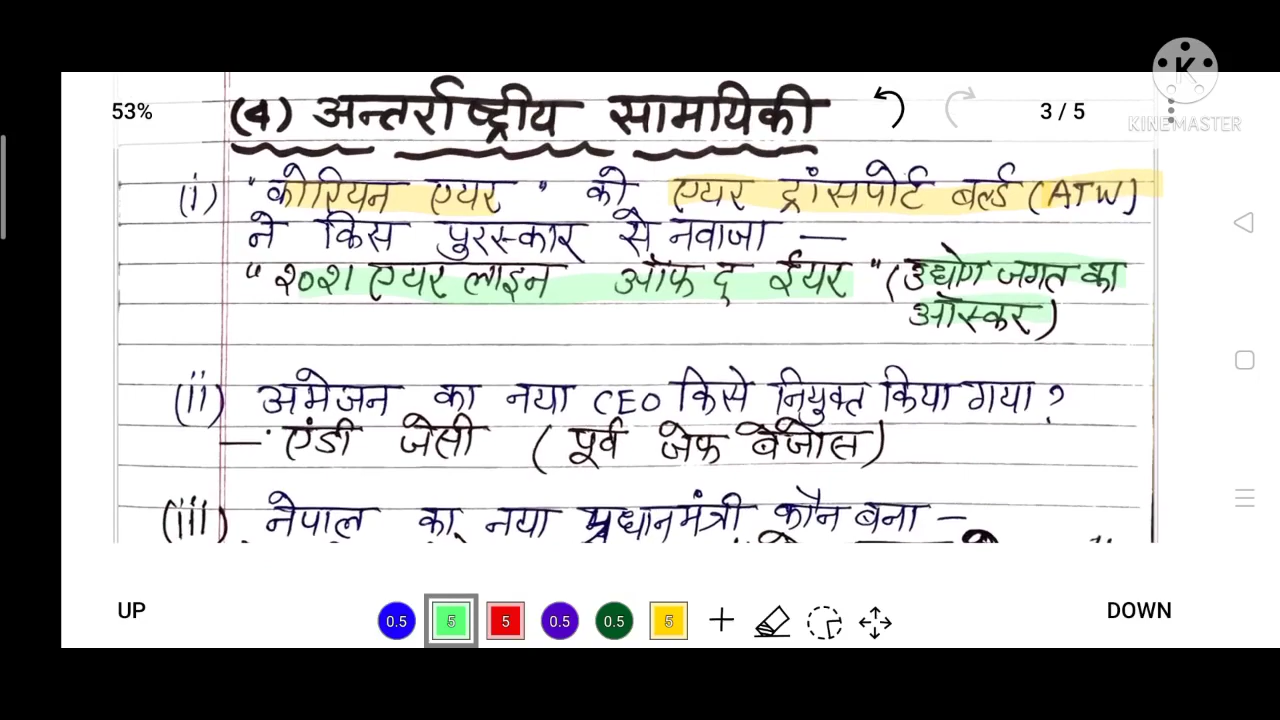 53%
(4) अन्तर्राष्ट्रीय सामयिकी
3 / 5
KINEMASTER
(i) "कोरियन एयर" को एयर ट्रांसपोर्ट बर्ल्ड (ATW)
ने किस पुरस्कार से नवाजा —
"२०२१ एयर लाइन ऑफ द ईयर" (उद्योग जगत का
ऑस्कर)
(ii) अमेजन का नया CEO किसे नियुक्त किया गया?
— एंडी जेसी (पूर्व जेफ बेजोस)
(iii) नेपाल का नया प्रधानमंत्री कौन बना —
UP
0.5 5 5 0.5 0.5 5
DOWN